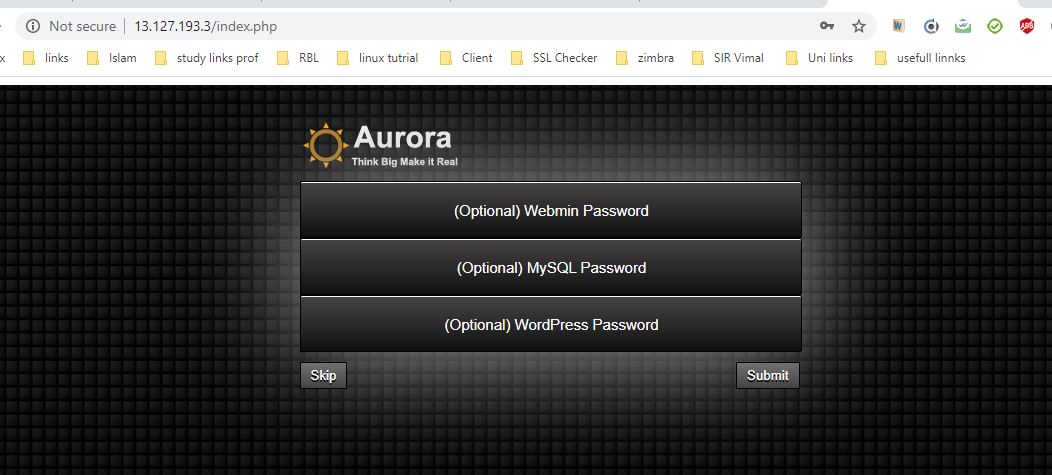 Not secure 13.127.193.3/index.php
x links Islam study links prof RBL linux tutrial Client SSL Checker zimbra SIR Vimal Uni links usefull linnks
Aurora
Think Big Make it Real
(Optional) Webmin Password
(Optional) MySQL Password
(Optional) WordPress Password
Skip Submit